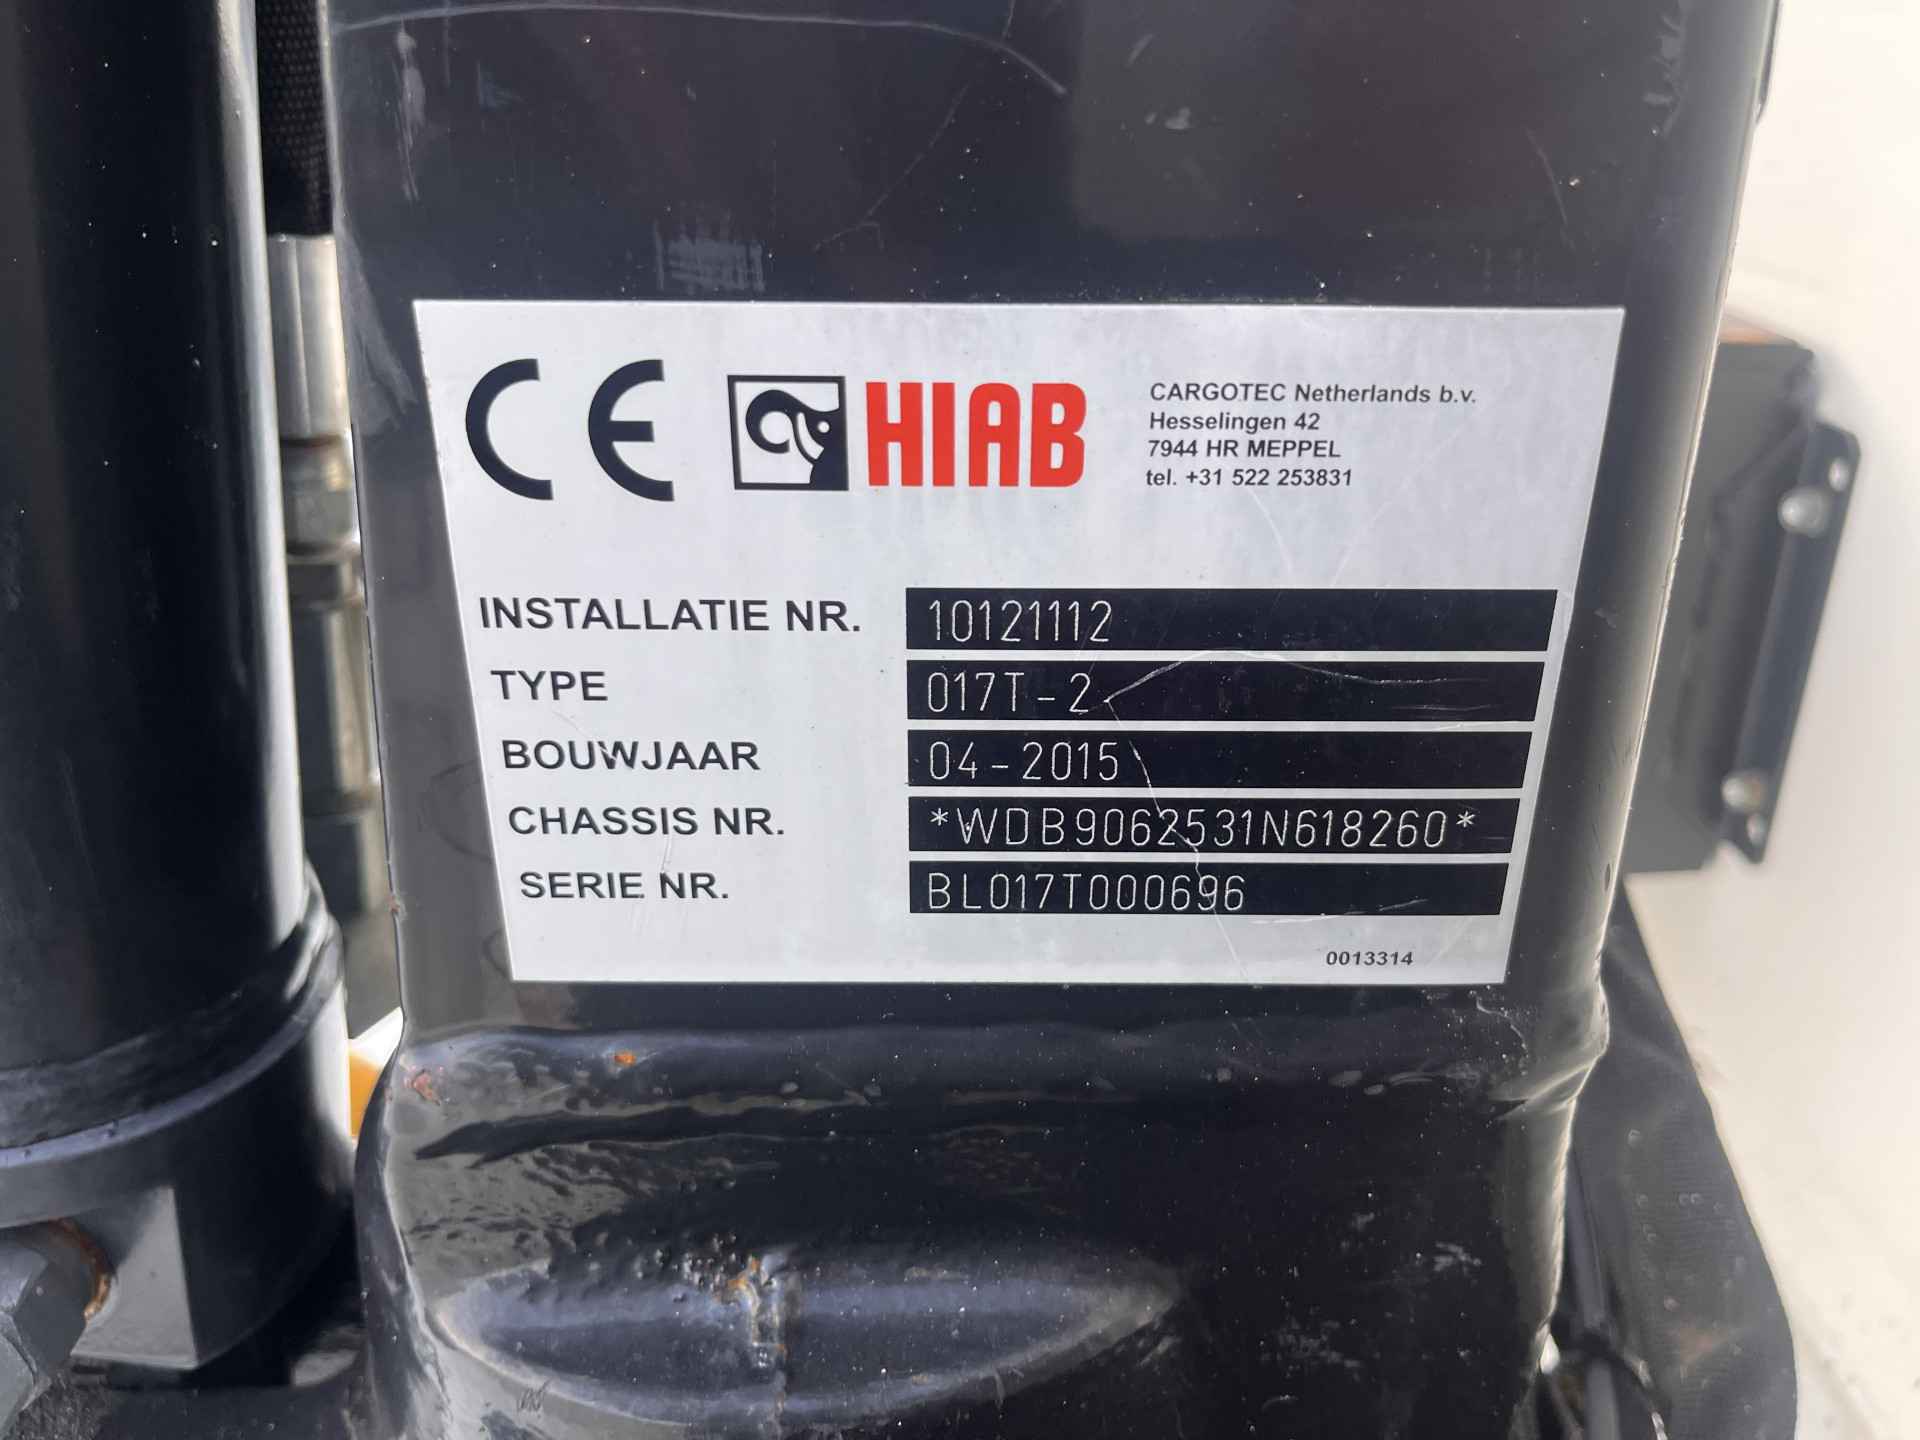 CE HIAB
CARGOTEC Netherlands b.v.
Hesselingen 42
7944 HR MEPPEL
tel. +31 522 253831
INSTALLATIE NR. 10121112
TYPE 017T-2
BOUWJAAR 04-2015
CHASSIS NR. *WDB9062531N618260*
SERIE NR. BL017T000696
0013314